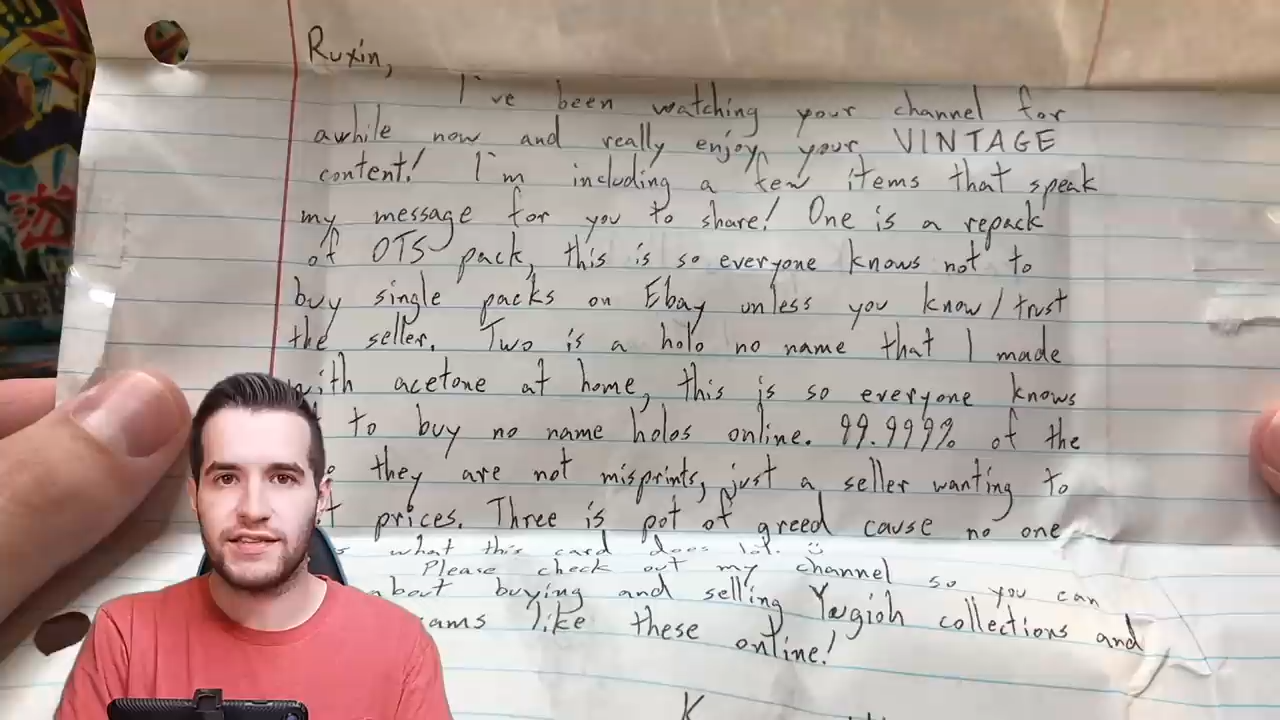 Ruxin,
I've been watching your channel for
awhile now and really enjoy your VINTAGE
content! I'm including a few items that speak
my message for you to share! One is a repack
of OTS pack, this is so everyone knows not to
buy single packs on Ebay unless you know/trust
the seller. Two is a holo no name that I made
with acetone at home, this is so everyone knows
to buy no name holos online. 99.999% of the
they are not misprints, just a seller wanting to
prices. Three is pot of greed cause no one
what this card does lol. :)
Please check out my channel so you can
about buying and selling Yugioh collections and
like these online!